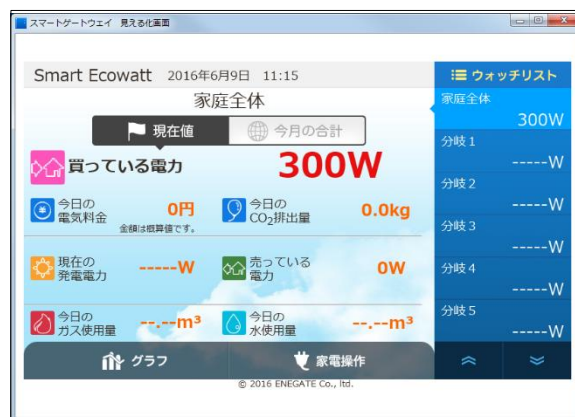 スマートゲートウエイ 見える化画面
Smart Ecowatt 2016年6月9日 11:15
家庭全体
現在値
今月の合計
買っている電力
300W
今日の
電気料金
0円
金額は概算値です。
今日の
CO2排出量
0.0kg
現在の
発電電力
-----W
売っている
電力
0W
今日の
ガス使用量
--.--m³
今日の
水使用量
--.--m³
グラフ
家電操作
ウォッチリスト
家庭全体
300W
分岐 1
-----W
分岐 2
-----W
分岐 3
-----W
分岐 4
-----W
分岐 5
-----W
© 2016 ENEGATE Co., ltd.